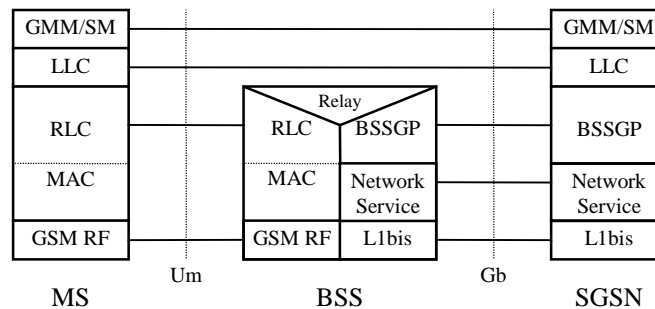 GMM/SM
LLC
RLC
MAC
GSM RF
Um
MS
Relay
RLC
BSSGP
MAC
Network
Service
GSM RF
L1bis
BSS
Gb
GMM/SM
LLC
BSSGP
Network
Service
L1bis
SGSN